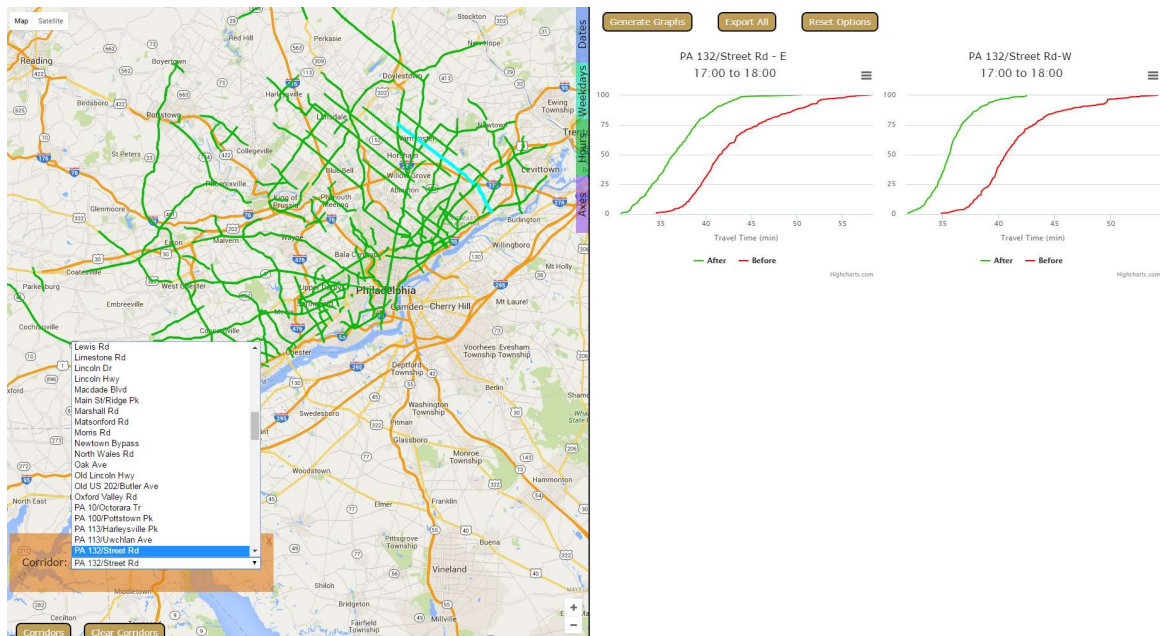 Map
Satellite
Stockton
Red Hill
Perkasie
New Hope
Reading
Boyertown
Doylestown
Harleysville
Ewing
Township
Birdsboro
Pottstown
Lansdale
Newtown
Warminster
St Peters
Collegeville
Horsham
Levittown
Blue Bell
Willow Grove
Phoenixville
Abington
King of
Prussia
Plymouth
Meeting
Glenmoore
Burlington
Exton
Malvern
Wayne
Willingboro
Bala Cynwyd
Coatesville
Mt Holly
Parkesburg
West Chester
Upper Darby
Philadelphia
Embreeville
Springfield
Camden
Cherry Hill
Mt Laurel
Cochranville
Chester
Voorhees
Township
Evesham
Township
Deptford
Township
Berlin
Swedesboro
Washington
Township
Pitman
Glassboro
Woodstown
Monroe
Township
Hammonton
North East
Elmer
Franklin
Pittsgrove
Township
Buena
Vineland
Shiloh
Middletown
Bridgeton
Fairfield
Township
Millville
Cecilton
Dates
Weekdays
Hours
Axes
Lewis Rd
Limestone Rd
Lincoln Dr
Lincoln Hwy
Macdade Blvd
Main St/Ridge Pk
Marshall Rd
Matsonford Rd
Morris Rd
Newtown Bypass
North Wales Rd
Oak Ave
Old Lincoln Hwy
Old US 202/Butler Ave
Oxford Valley Rd
PA 10/Octorara Tr
PA 100/Pottstown Pk
PA 113/Harleysville Pk
PA 113/Uwchlan Ave
PA 132/Street Rd
X
Corridor: PA 132/Street Rd
Corridors
Clear Corridors
+
−
Generate Graphs
Export All
Reset Options
PA 132/Street Rd - E
17:00 to 18:00
100
75
50
25
0
35 40 45 50 55
Travel Time (min)
After Before
Highcharts.com
PA 132/Street Rd-W
17:00 to 18:00
100
75
50
25
0
35 40 45 50
Travel Time (min)
After Before
Highcharts.com